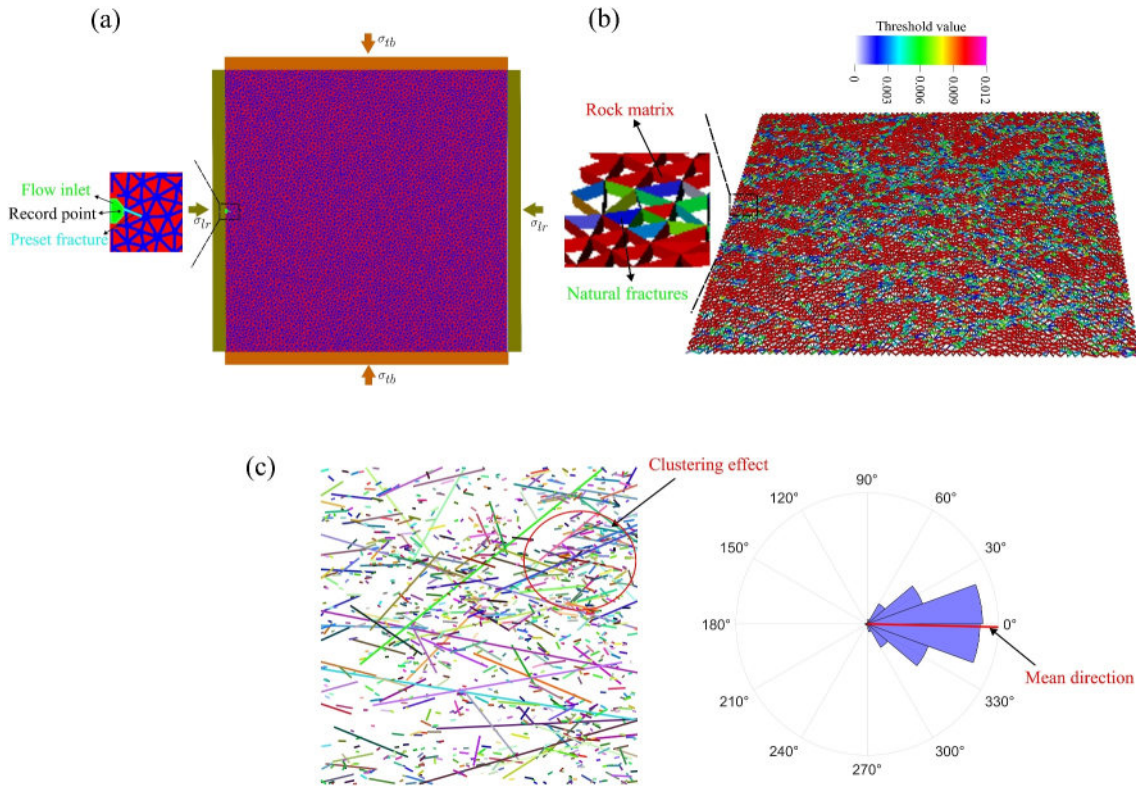 (a)
σtb
Flow inlet
Record point
Preset fracture
σlr
σlr
σtb
(b)
Threshold value
0
0.003
0.006
0.009
0.012
Rock matrix
Natural fractures
(c)
Clustering effect
90°
120°
60°
150°
30°
180°
0°
Mean direction
210°
330°
240°
300°
270°